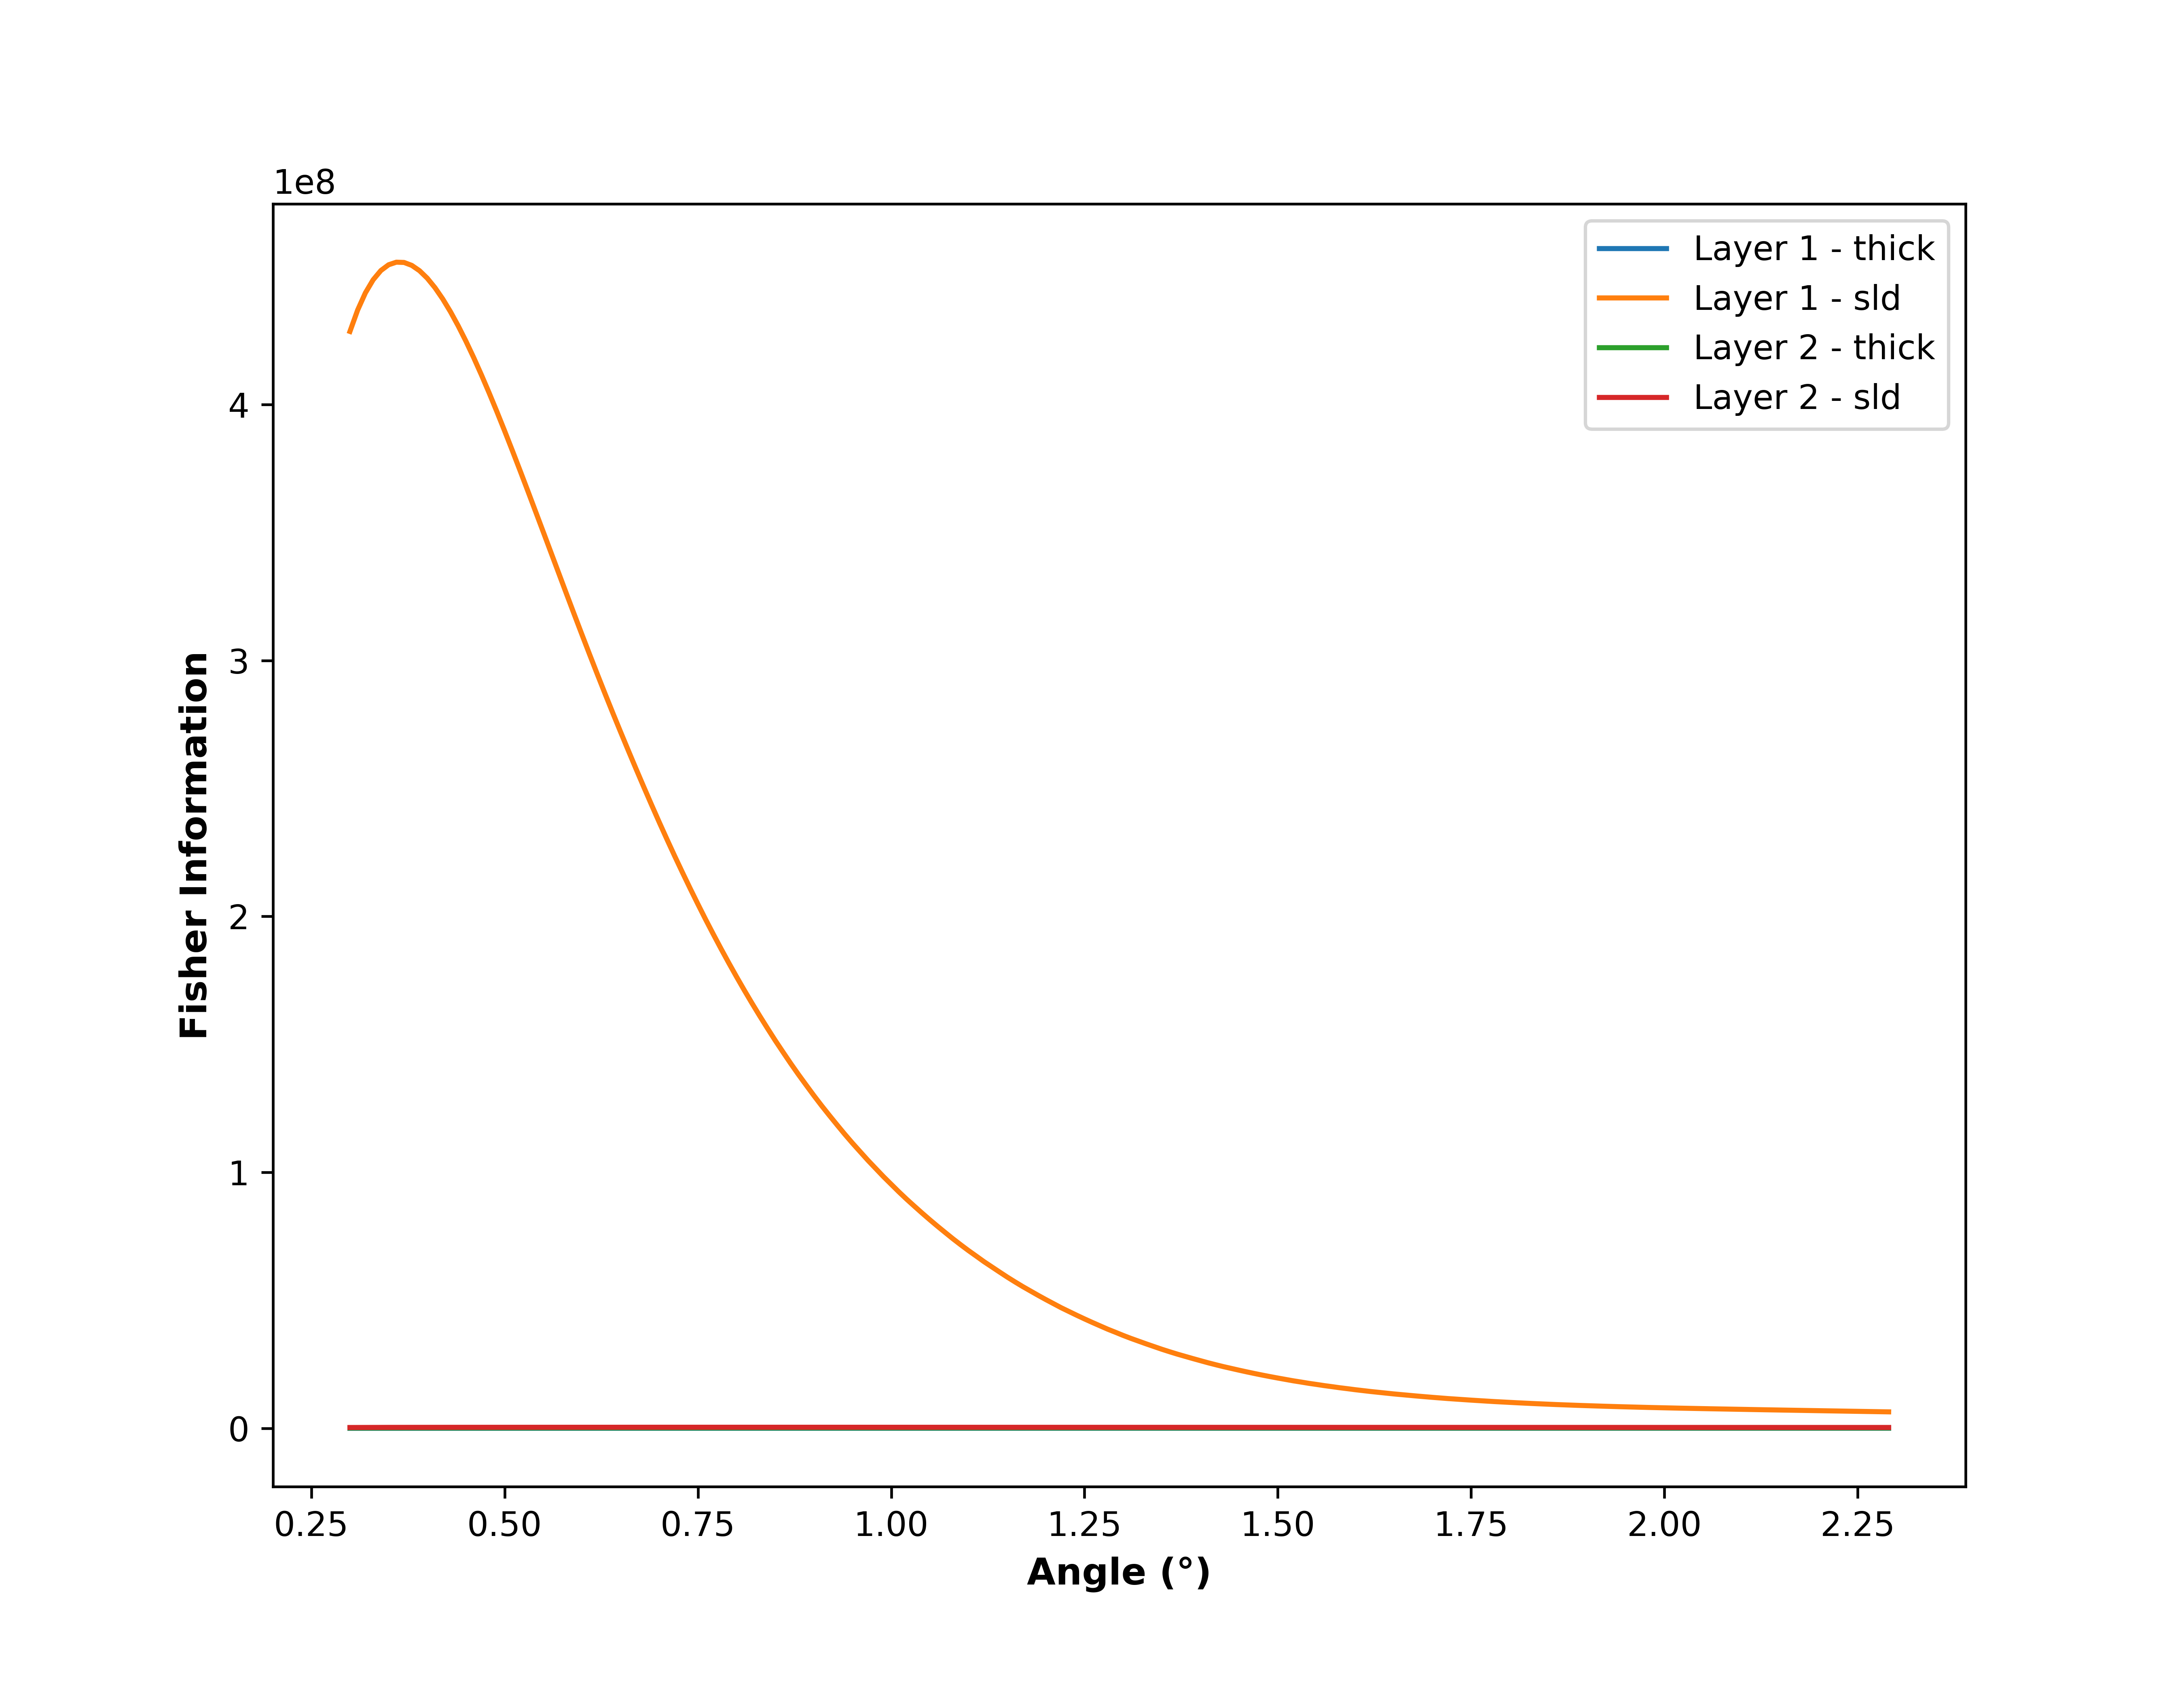 1e8
Layer 1 - thick
Layer 1 - sld
Layer 2 - thick
Layer 2 - sld
4
3
2
1
0
Fisher Information
0.25 0.50 0.75 1.00 1.25 1.50 1.75 2.00 2.25
Angle (°)